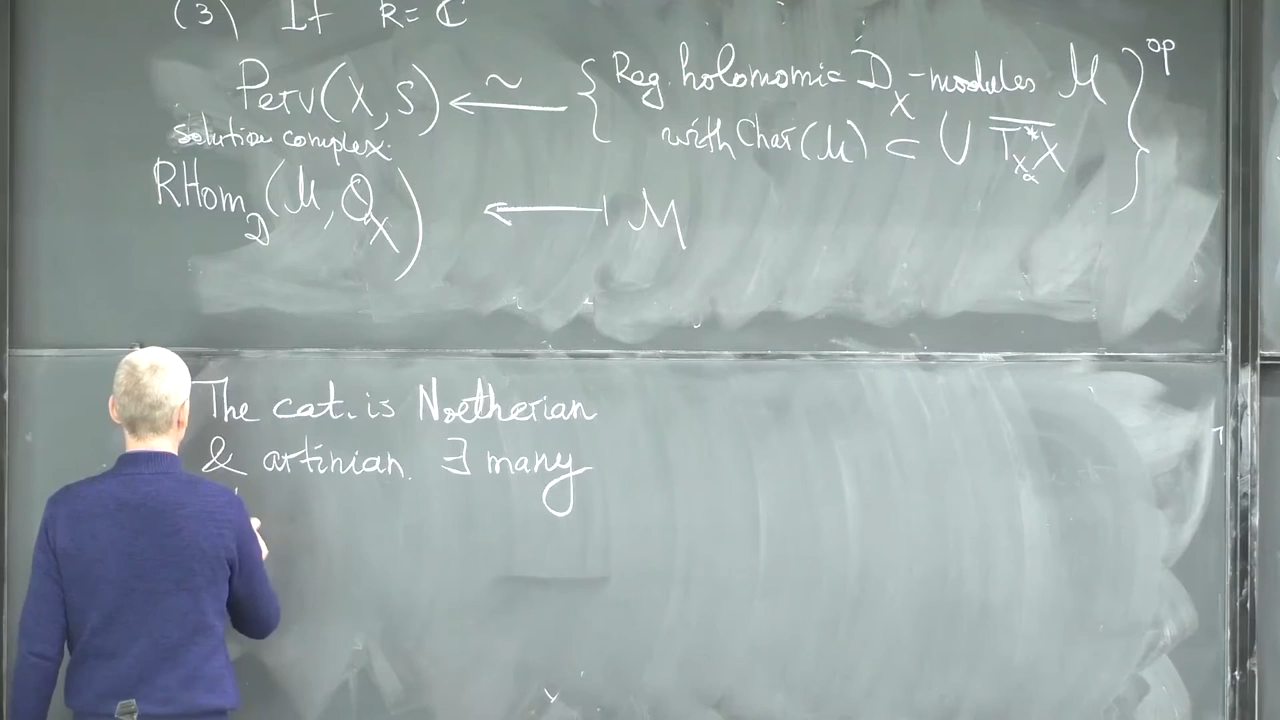 (3) If k = ℂ
Perv(X, S) ←∼ { Reg. holonomic D_X-modules M }^op
with Char(M) ⊂ ∪ \overline{T^*_{X_α} X}
solution complex
RHom_D(M, O_X) ←| M
The cat. is Noetherian
& artinian. ∃ many